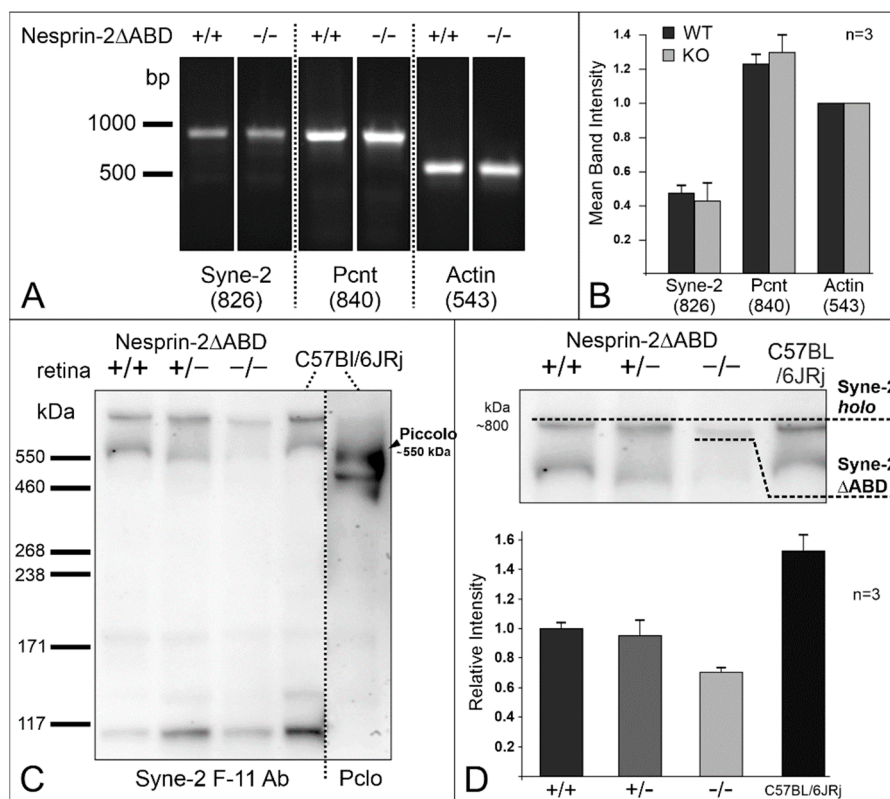 Nesprin-2ΔABD +/+ -/- +/+ -/- +/+ -/-
bp
1000
500
Syne-2 Pcnt Actin
(826) (840) (543)
A
WT
KO
n=3
Mean Band Intensity
1.4
1.2
1.0
0.8
0.6
0.4
0.2
Syne-2 Pcnt Actin
(826) (840) (543)
B
Nesprin-2ΔABD
C57Bl/6JRj
retina +/+ +/− −/−
kDa
Piccolo
~550 kDa
550
460
268
238
171
117
C
Syne-2 F-11 Ab Pclo
Nesprin-2ΔABD
+/+ +/− −/− C57BL
/6JRj
kDa
~800
Syne-2
holo
Syne-2
ΔABD
n=3
Relative Intensity
1.6
1.4
1.2
1.0
0.8
0.6
0.4
0.2
+/+ +/- -/- C57BL/6JRj
D